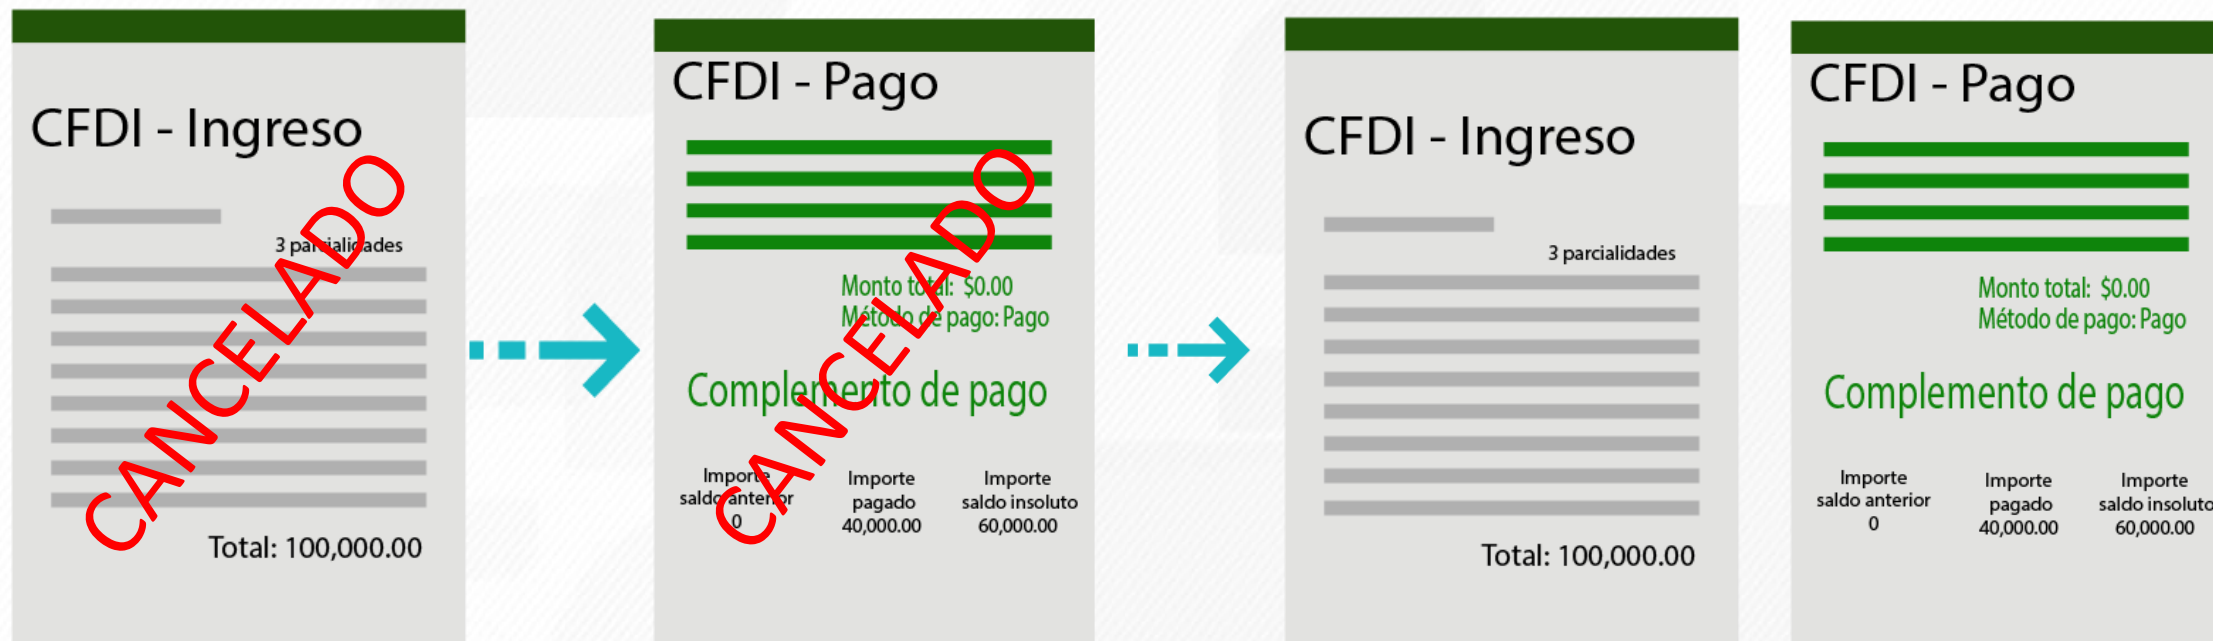 CFDI - Ingreso
3 parcialidades
Total: 100,000.00
CANCELADO
CFDI - Pago
Monto total: $0.00
Método de pago: Pago
Complemento de pago
Importe
saldo anterior
0
Importe
pagado
40,000.00
Importe
saldo insoluto
60,000.00
CANCELADO
CFDI - Ingreso
3 parcialidades
Total: 100,000.00
CFDI - Pago
Monto total: $0.00
Método de pago: Pago
Complemento de pago
Importe
saldo anterior
0
Importe
pagado
40,000.00
Importe
saldo insoluto
60,000.00